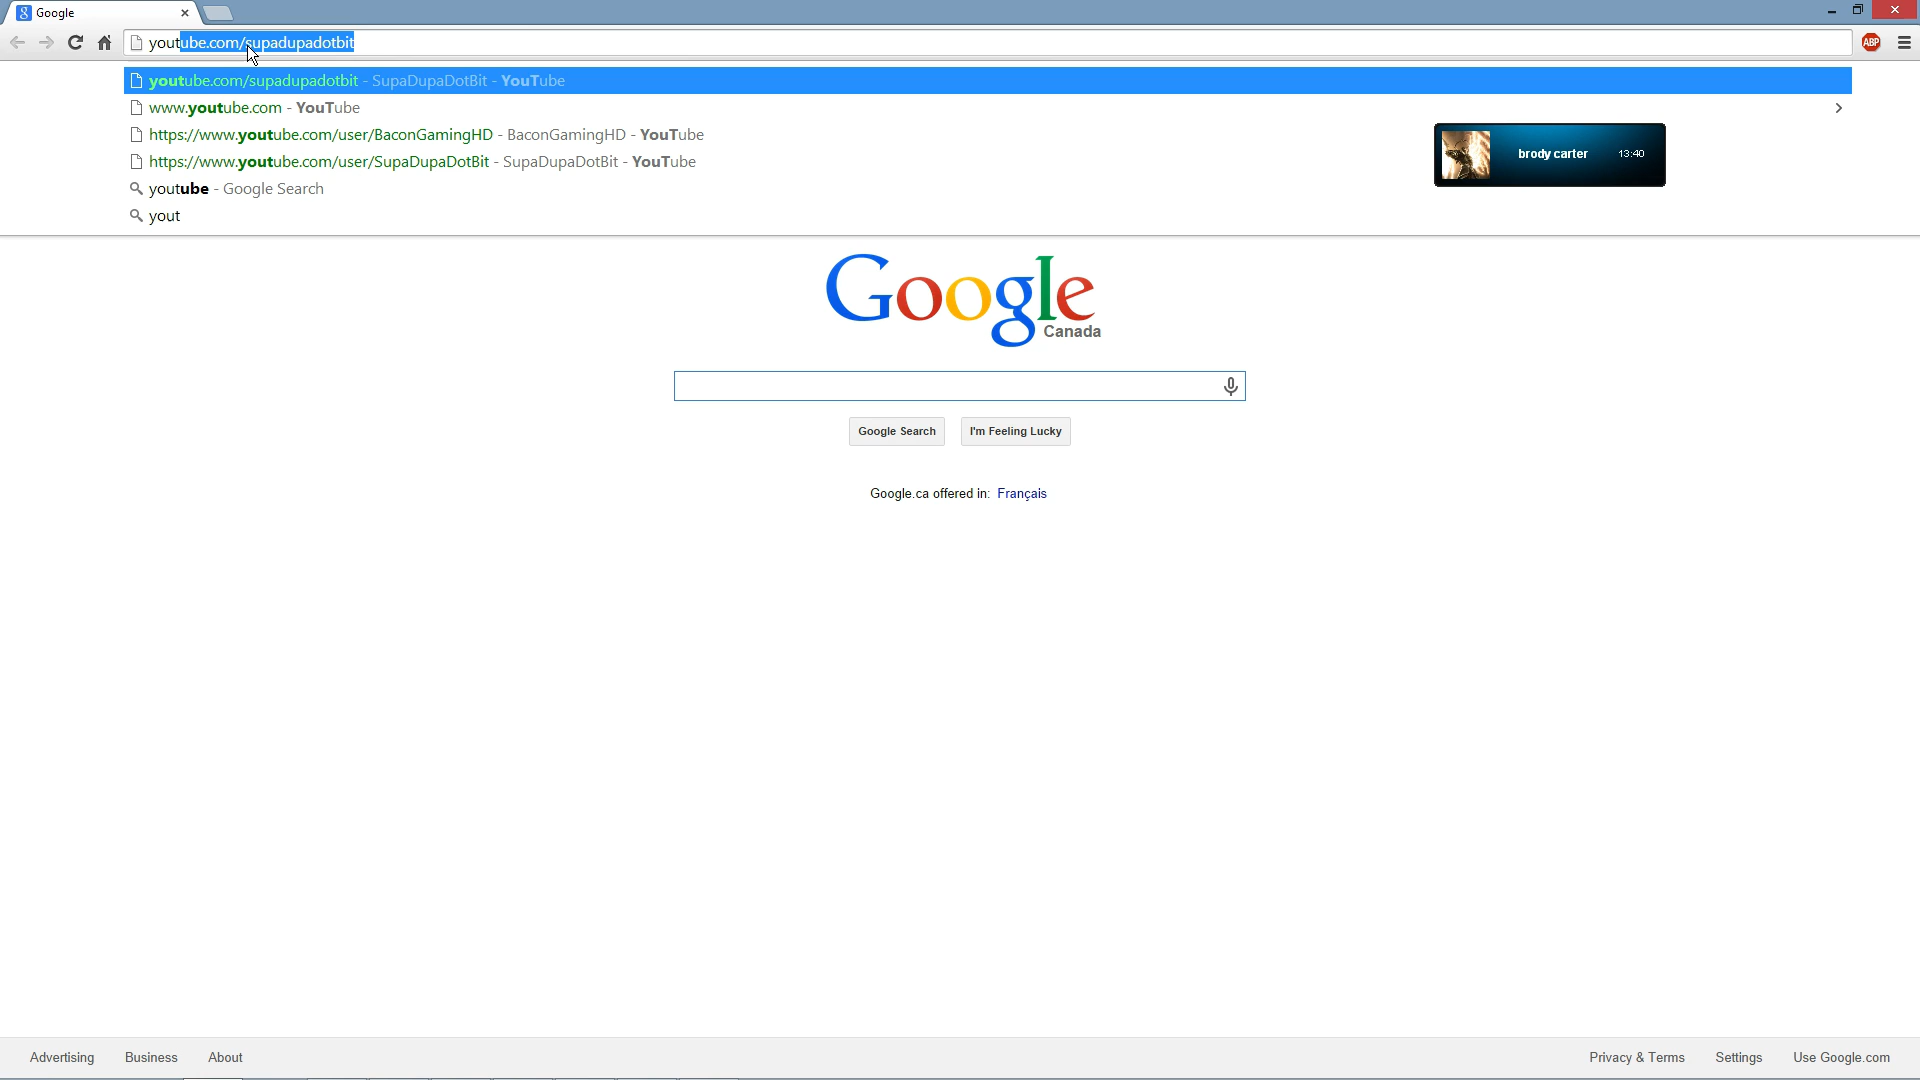 Google
youtube.com/supadupadotbit
youtube.com/supadupadotbit - SupaDupaDotBit - YouTube
www.youtube.com - YouTube
https://www.youtube.com/user/BaconGamingHD - BaconGamingHD - YouTube
https://www.youtube.com/user/SupaDupaDotBit - SupaDupaDotBit - YouTube
youtube - Google Search
yout
ABP
brody carter 13:40
Google
Canada
Google Search I'm Feeling Lucky
Google.ca offered in: Français
Advertising Business About Privacy & Terms Settings Use Google.com